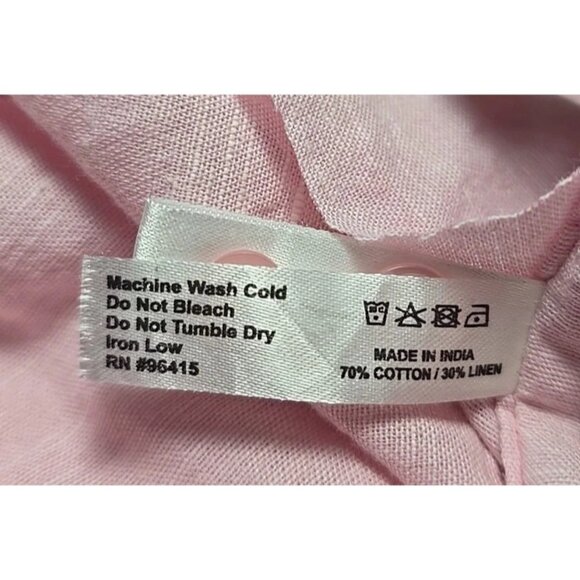 Machine Wash Cold
Do Not Bleach
Do Not Tumble Dry
Iron Low
RN #96415
MADE IN INDIA
70% COTTON / 30% LINEN